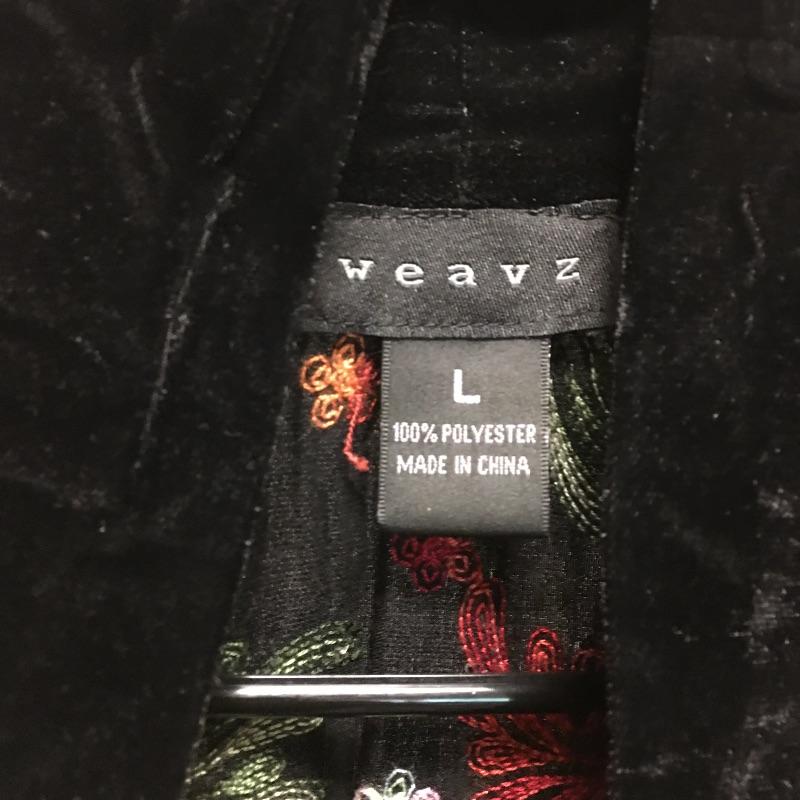 weavz
L
100% POLYESTER
MADE IN CHINA